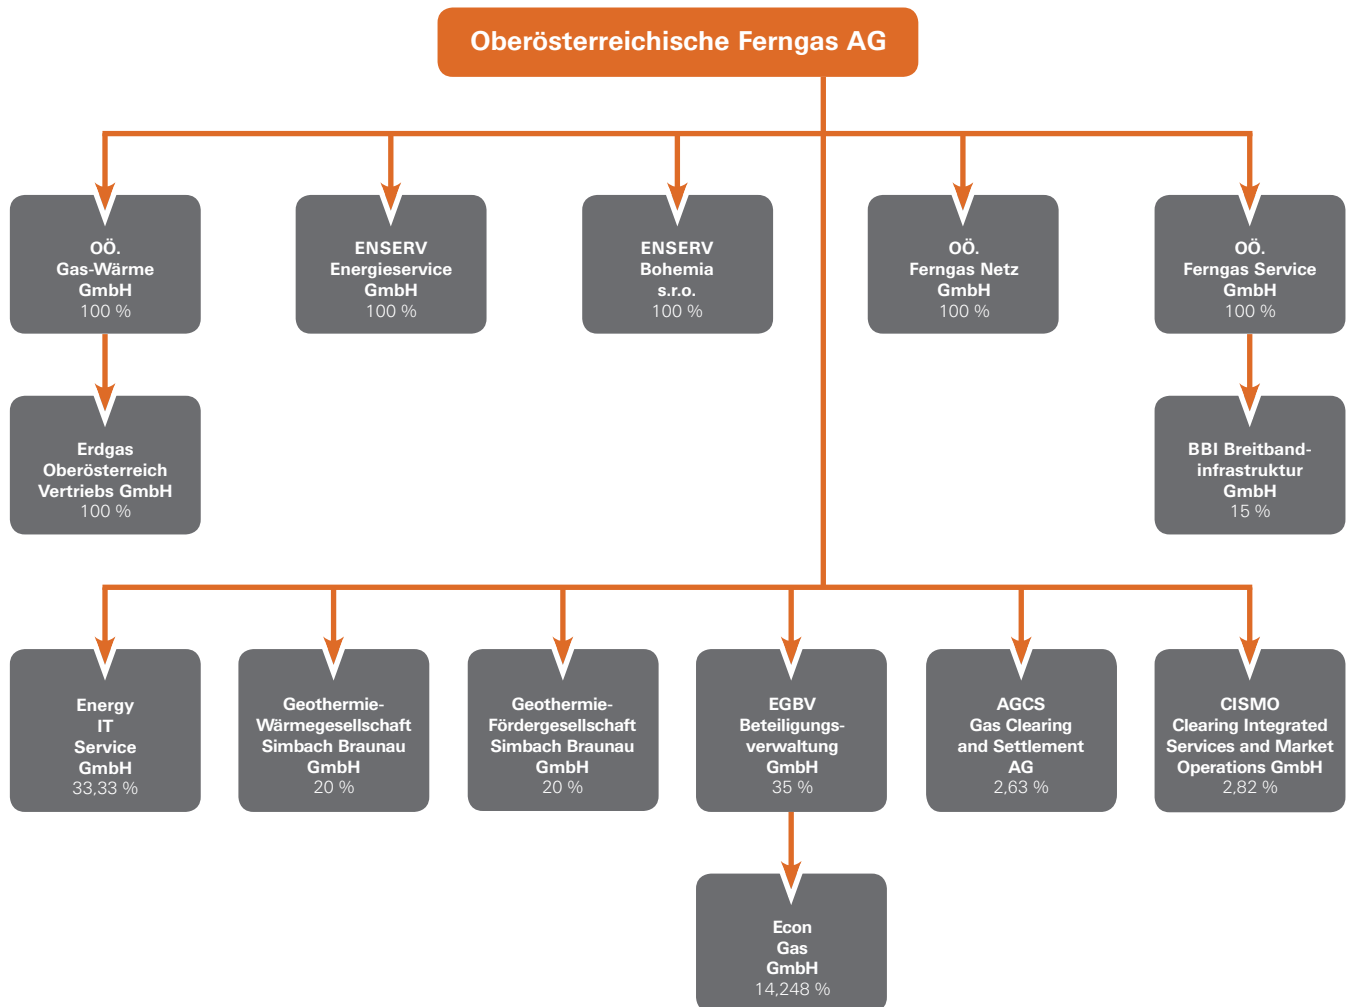 Oberösterreichische Ferngas AG
OÖ.
Gas-Wärme
GmbH
100 %
ENSERV
Energieservice
GmbH
100 %
ENSERV
Bohemia
s.r.o.
100 %
OÖ.
Ferngas Netz
GmbH
100 %
OÖ.
Ferngas Service
GmbH
100 %
Erdgas
Oberösterreich
Vertriebs GmbH
100 %
BBI Breitband-
infrastruktur
GmbH
15 %
Energy
IT
Service
GmbH
33,33 %
Geothermie-
Wärmegesellschaft
Simbach Braunau
GmbH
20 %
Geothermie-
Fördergesellschaft
Simbach Braunau
GmbH
20 %
EGBV
Beteiligungs-
verwaltung
GmbH
35 %
AGCS
Gas Clearing
and Settlement
AG
2,63 %
CISMO
Clearing Integrated
Services and Market
Operations GmbH
2,82 %
Econ
Gas
GmbH
14,248 %